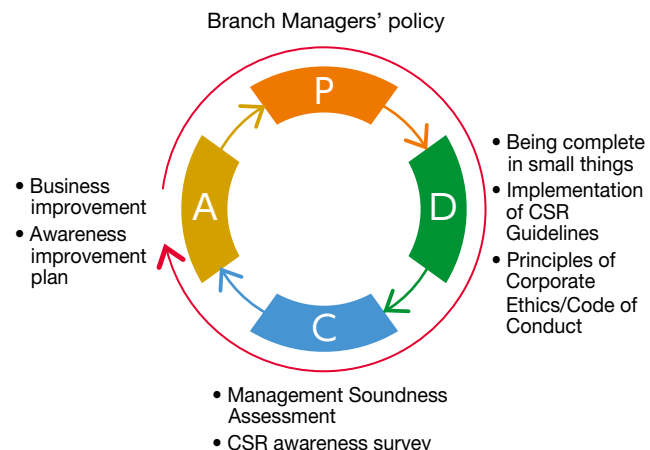 Branch Managers’ policy
P
D
• Being complete
in small things
• Implementation
of CSR
Guidelines
• Principles of
Corporate
Ethics/Code of
Conduct
C
• Management Soundness
Assessment
• CSR awareness survey
A
• Business
improvement
• Awareness
improvement
plan